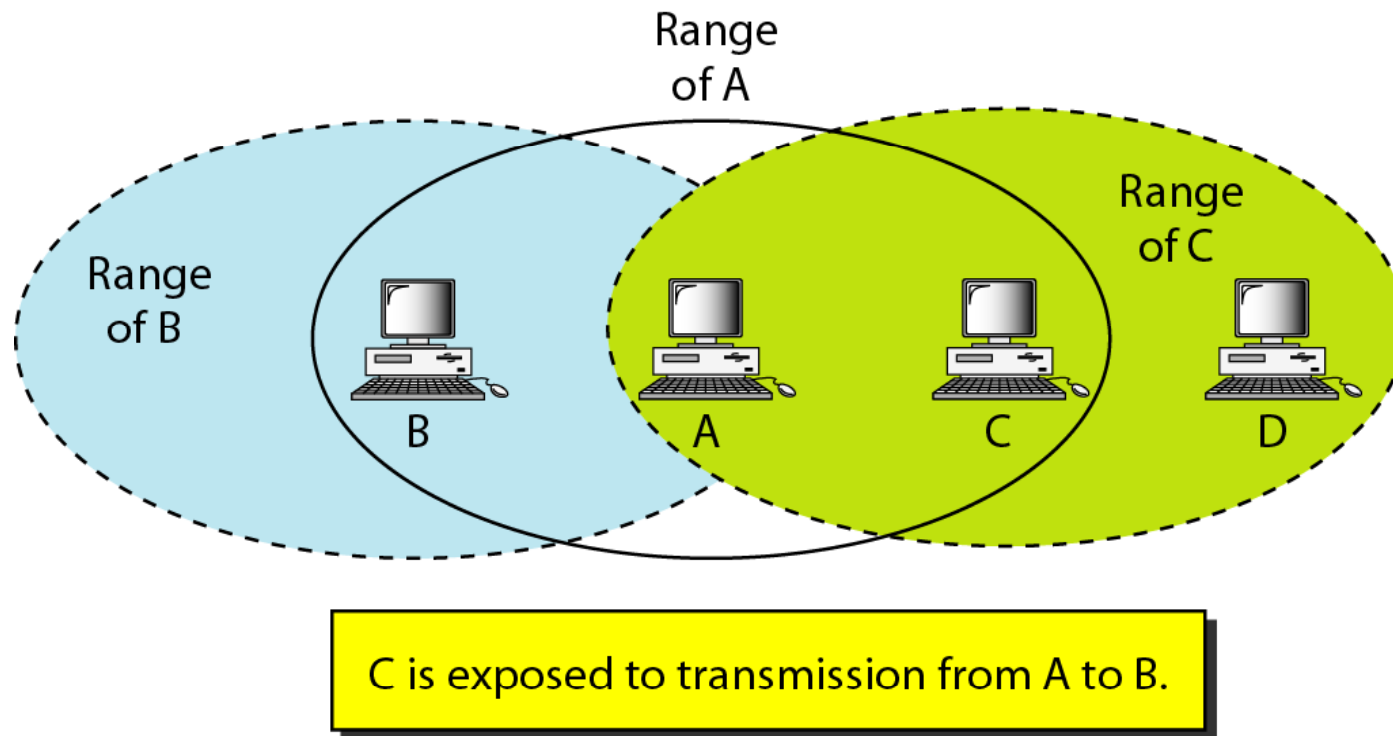 Range
of A
Range
of B
Range
of C
B
A
C
D
C is exposed to transmission from A to B.